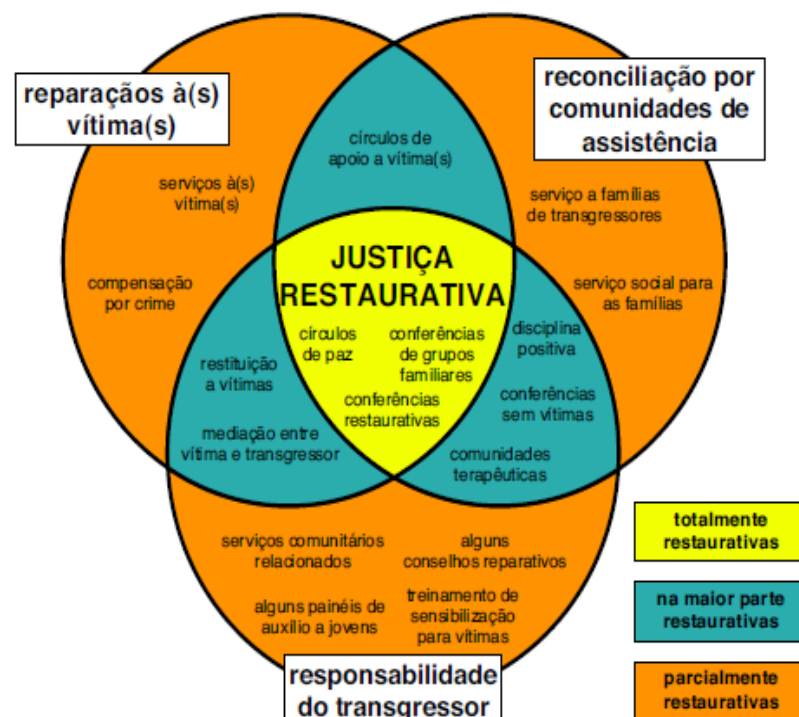 reparaçãos à(s)
vítima(s)
reconciliação por
comunidades de
assistência
círculos de
apoio a vítima(s)
serviços à(s)
vítima(s)
serviço a famílias
de transgressores
compensação
por crime
JUSTIÇA
RESTAURATIVA
serviço social para
as famílias
círculos
de paz
conferências
de grupos
familiares
conferências
restaurativas
restituição
a vítimas
mediação entre
vítima e transgressor
disciplina
positiva
conferências
sem vítimas
comunidades
terapêuticas
serviços comunitários
relacionados
alguns
conselhos reparativos
alguns painéis de
auxílio a jovens
treinamento de
sensibilização
para vítimas
responsabilidade
do transgressor
totalmente
restaurativas
na maior parte
restaurativas
parcialmente
restaurativas